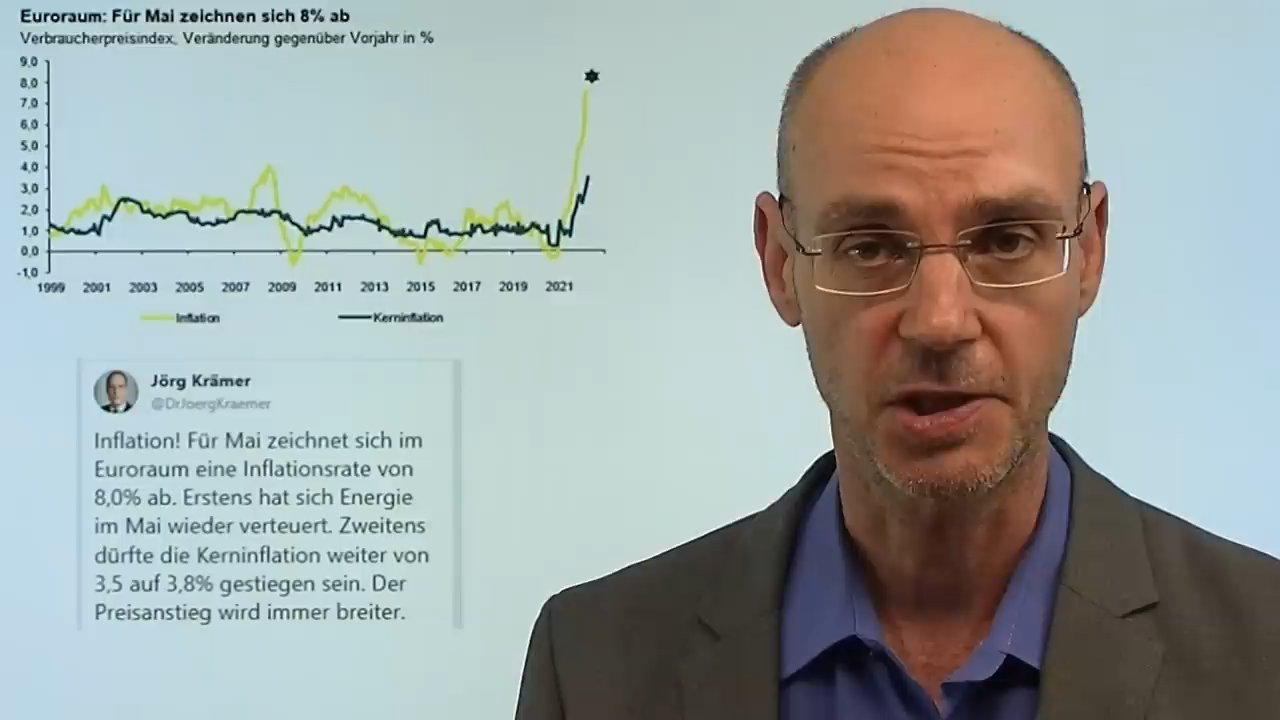 Euroraum: Für Mai zeichnen sich 8% ab
Verbraucherpreisindex, Veränderung gegenüber Vorjahr in %
9,0
8,0
7,0
6,0
5,0
4,0
3,0
2,0
1,0
0,0
-1,0
1999 2001 2003 2005 2007 2009 2011 2013 2015 2017 2019 2021
Inflation Kerninflation
Jörg Krämer
@DrJoergKraemer
Inflation! Für Mai zeichnet sich im
Euroraum eine Inflationsrate von
8,0% ab. Erstens hat sich Energie
im Mai wieder verteuert. Zweitens
dürfte die Kerninflation weiter von
3,5 auf 3,8% gestiegen sein. Der
Preisanstieg wird immer breiter.